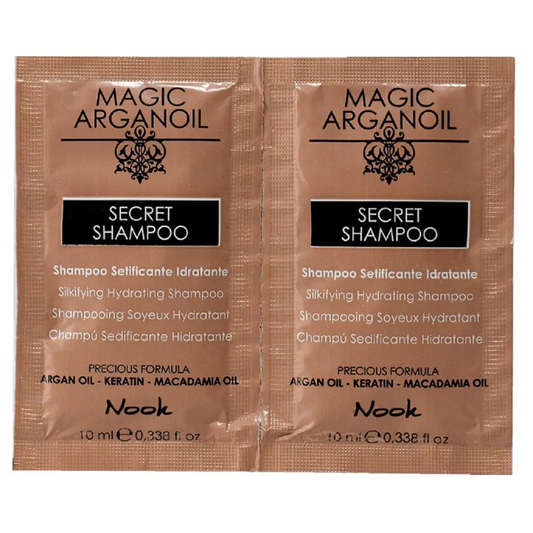 MAGIC
ARGANOIL
SECRET
SHAMPOO
Shampoo Setificante Idratante
Silkifying Hydrating Shampoo
Shampooing Soyeux Hydratant
Champú Sedificante Hidratante
PRECIOUS FORMULA
ARGAN OIL - KERATIN - MACADAMIA OIL
Nook
10 ml e 0,338 fl oz
MAGIC
ARGANOIL
SECRET
SHAMPOO
Shampoo Setificante Idratante
Silkifying Hydrating Shampoo
Shampooing Soyeux Hydratant
Champú Sedificante Hidratante
PRECIOUS FORMULA
ARGAN OIL - KERATIN - MACADAMIA OIL
Nook
10 ml e 0,338 fl oz